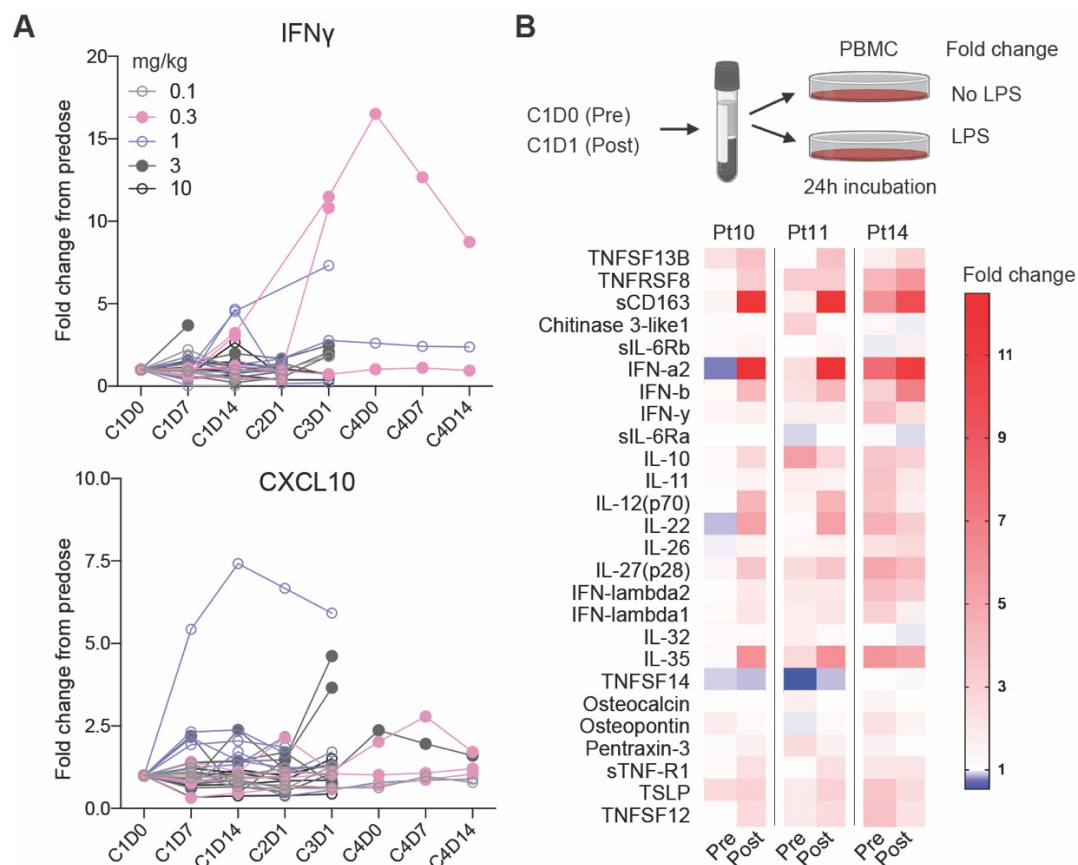 A
IFNγ
Fold change from predose
20
15
10
5
0
mg/kg
0.1
0.3
1
3
10
C1D0
C1D7
C1D14
C2D1
C3D1
C4D0
C4D7
C4D14
CXCL10
Fold change from predose
10.0
7.5
5.0
2.5
0.0
C1D0
C1D7
C1D14
C2D1
C3D1
C4D0
C4D7
C4D14
B
PBMC
Fold change
C1D0 (Pre)
C1D1 (Post)
No LPS
LPS
24h incubation
Pt10 Pt11 Pt14
TNFSF13B
TNFRSF8
sCD163
Chitinase 3-like1
sIL-6Rb
IFN-a2
IFN-b
IFN-y
sIL-6Ra
IL-10
IL-11
IL-12(p70)
IL-22
IL-26
IL-27(p28)
IFN-lambda2
IFN-lambda1
IL-32
IL-35
TNFSF14
Osteocalcin
Osteopontin
Pentraxin-3
sTNF-R1
TSLP
TNFSF12
Pre Post Pre Post Pre Post
Fold change
11
9
7
5
3
1